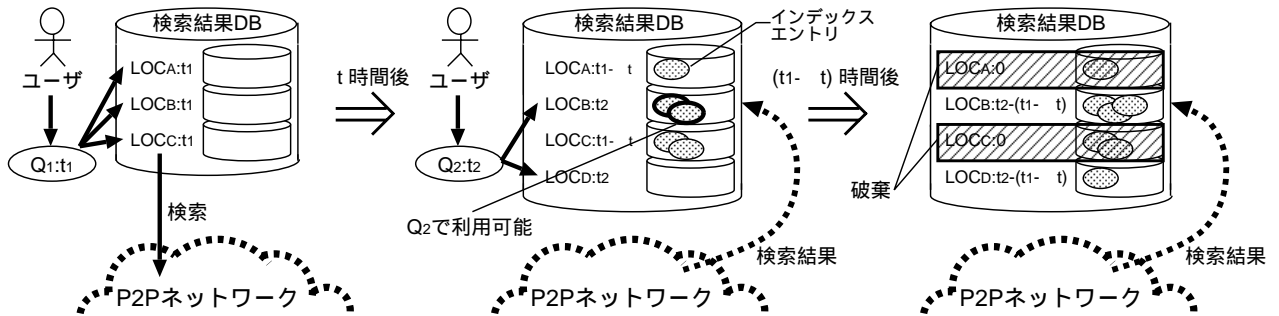 検索結果DB
ユーザ
LOCA:t1
LOCB:t1
LOCC:t1
Q1:t1
検索
P2Pネットワーク
t 時間後
検索結果DB
インデックス
エントリ
ユーザ
LOCA:t1- t
LOCB:t2
LOCC:t1- t
LOCD:t2
Q2:t2
Q2で利用可能
検索結果
P2Pネットワーク
(t1- t) 時間後
検索結果DB
LOCA:0
LOCB:t2-(t1- t)
LOCC:0
LOCD:t2-(t1- t)
破棄
検索結果
P2Pネットワーク